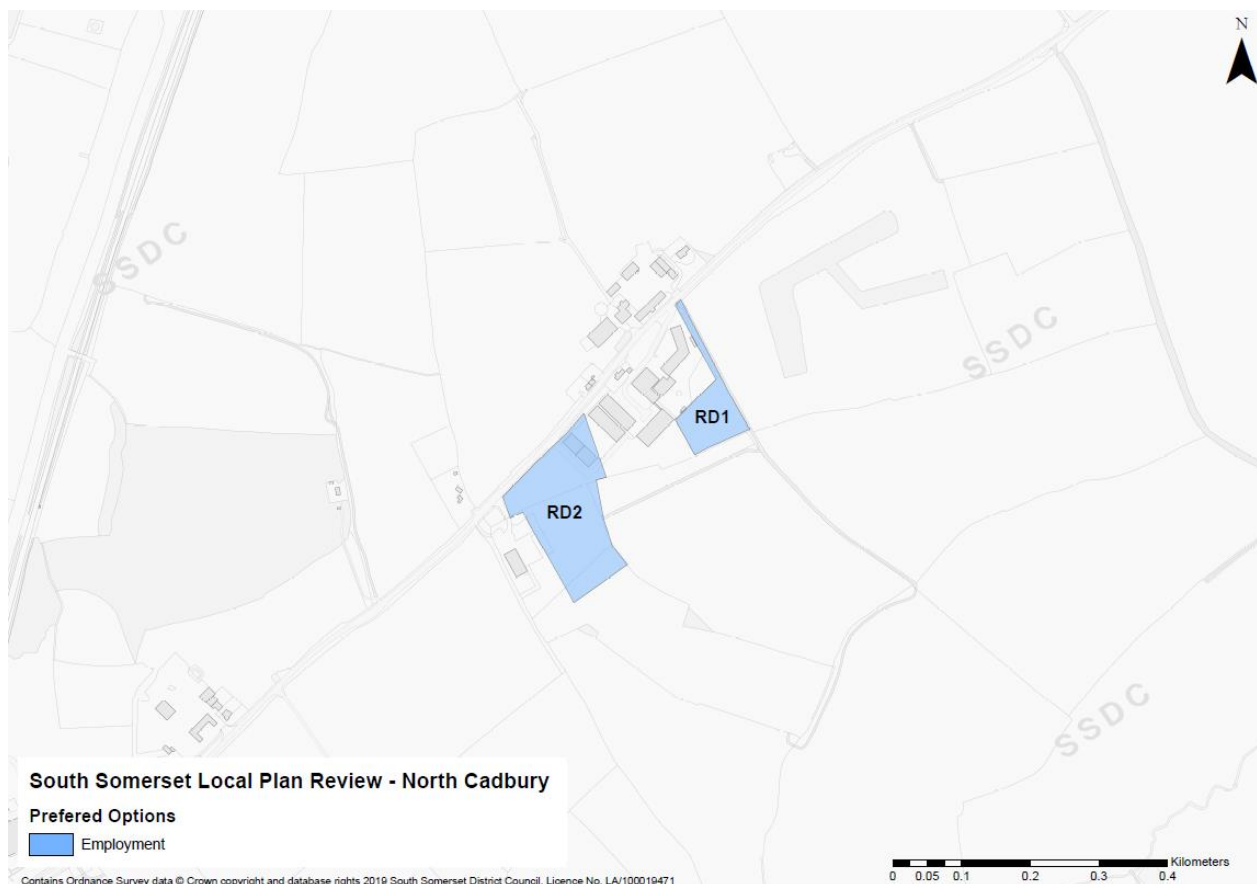 N
SSDC
SSDC
RD1
RD2
SSDC
South Somerset Local Plan Review - North Cadbury
Prefered Options
Employment
Kilometers
0 0.05 0.1 0.2 0.3 0.4
Contains Ordnance Survey data © Crown copyright and database rights 2019 South Somerset District Council, Licence No. LA/100019471